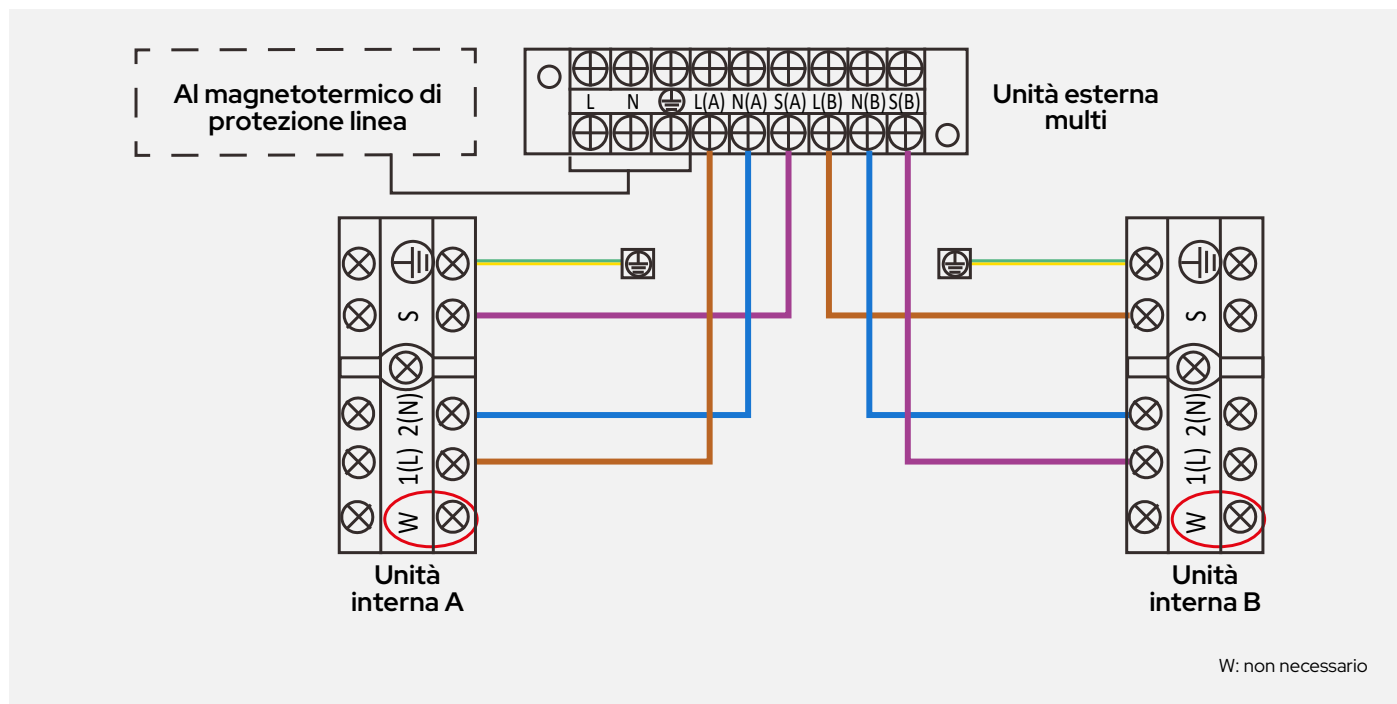 Al magnetotermico di
protezione linea
L N L(A) N(A) S(A) L(B) N(B) S(B)
Unità esterna
multi
S
2(N)
1(L)
W
Unità
interna A
S
2(N)
1(L)
W
Unità
interna B
W: non necessario